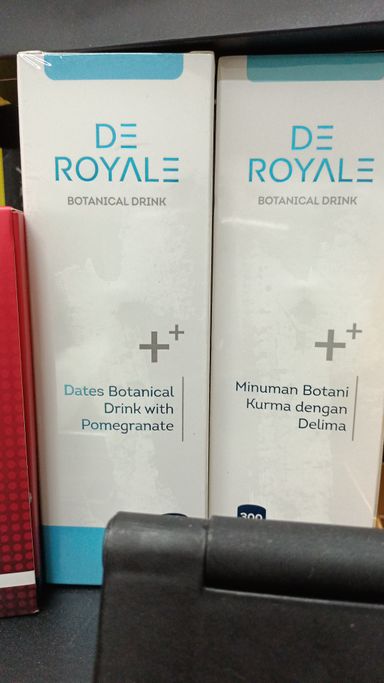 DE
ROYALE
BOTANICAL DRINK
Dates Botanical
Drink with
Pomegranate
DE
ROYALE
BOTANICAL DRINK
Minuman Botani
Kurma dengan
Delima
300